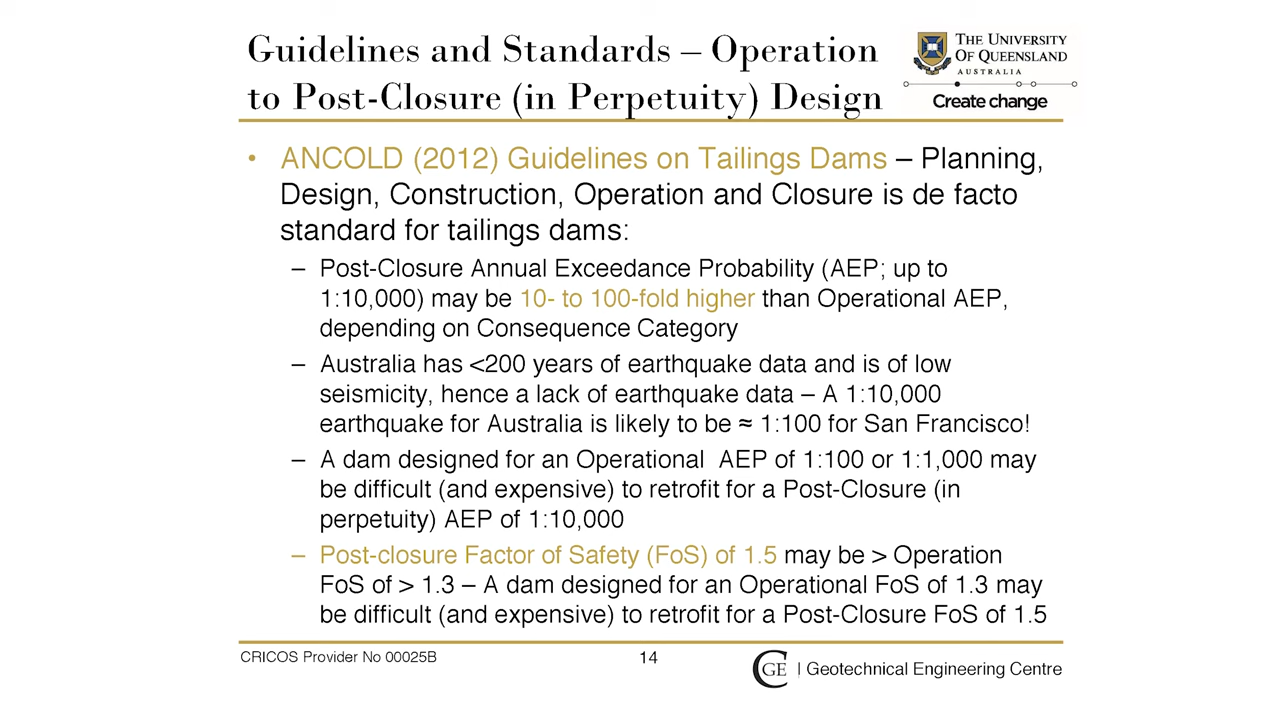 Guidelines and Standards – Operation
to Post-Closure (in Perpetuity) Design
THE UNIVERSITY
OF QUEENSLAND
AUSTRALIA
Create change
• ANCOLD (2012) Guidelines on Tailings Dams – Planning,
Design, Construction, Operation and Closure is de facto
standard for tailings dams:
– Post-Closure Annual Exceedance Probability (AEP; up to
1:10,000) may be 10- to 100-fold higher than Operational AEP,
depending on Consequence Category
– Australia has <200 years of earthquake data and is of low
seismicity, hence a lack of earthquake data – A 1:10,000
earthquake for Australia is likely to be ≈ 1:100 for San Francisco!
– A dam designed for an Operational AEP of 1:100 or 1:1,000 may
be difficult (and expensive) to retrofit for a Post-Closure (in
perpetuity) AEP of 1:10,000
– Post-closure Factor of Safety (FoS) of 1.5 may be > Operation
FoS of > 1.3 – A dam designed for an Operational FoS of 1.3 may
be difficult (and expensive) to retrofit for a Post-Closure FoS of 1.5
CRICOS Provider No 00025B
14
CGE | Geotechnical Engineering Centre